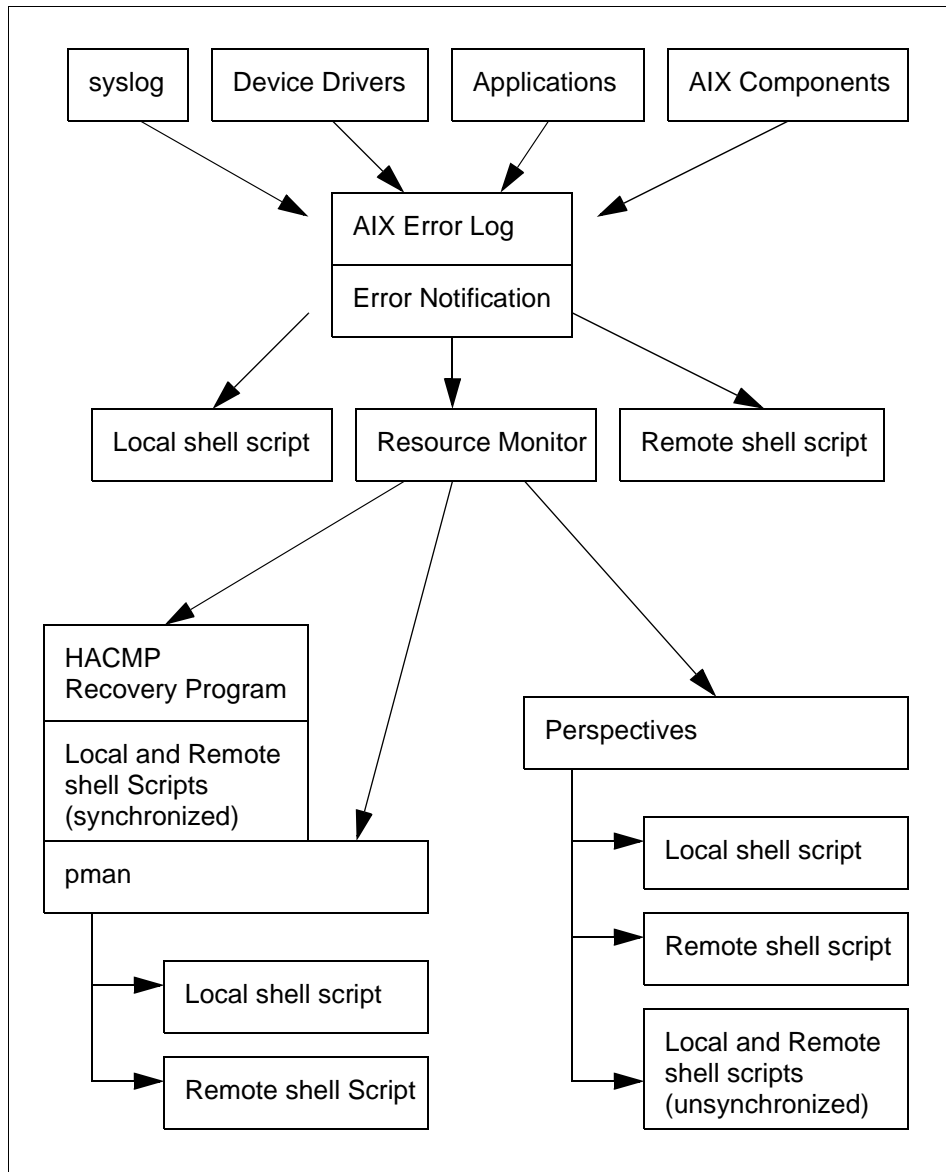 syslog
Device Drivers
Applications
AIX Components
AIX Error Log
Error Notification
Local shell script
Resource Monitor
Remote shell script
HACMP
Recovery Program
Local and Remote
shell Scripts
(synchronized)
pman
Local shell script
Remote shell Script
Perspectives
Local shell script
Remote shell script
Local and Remote
shell scripts
(unsynchronized)